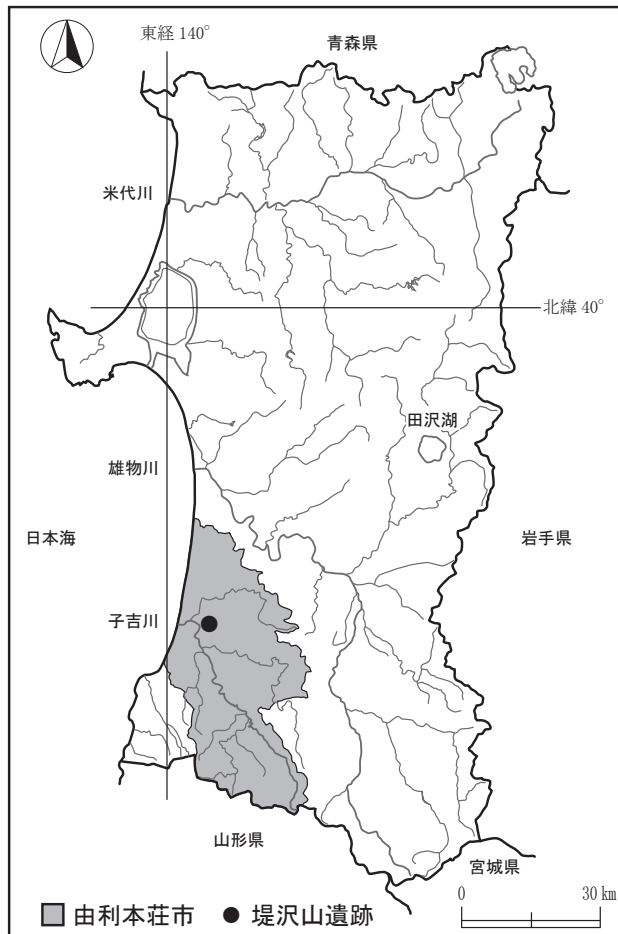 東経 140°
青森県
米代川
北緯 40°
田沢湖
雄物川
日本海
岩手県
子吉川
山形県
宮城県
0 30 km
由利本荘市 堤沢山遺跡